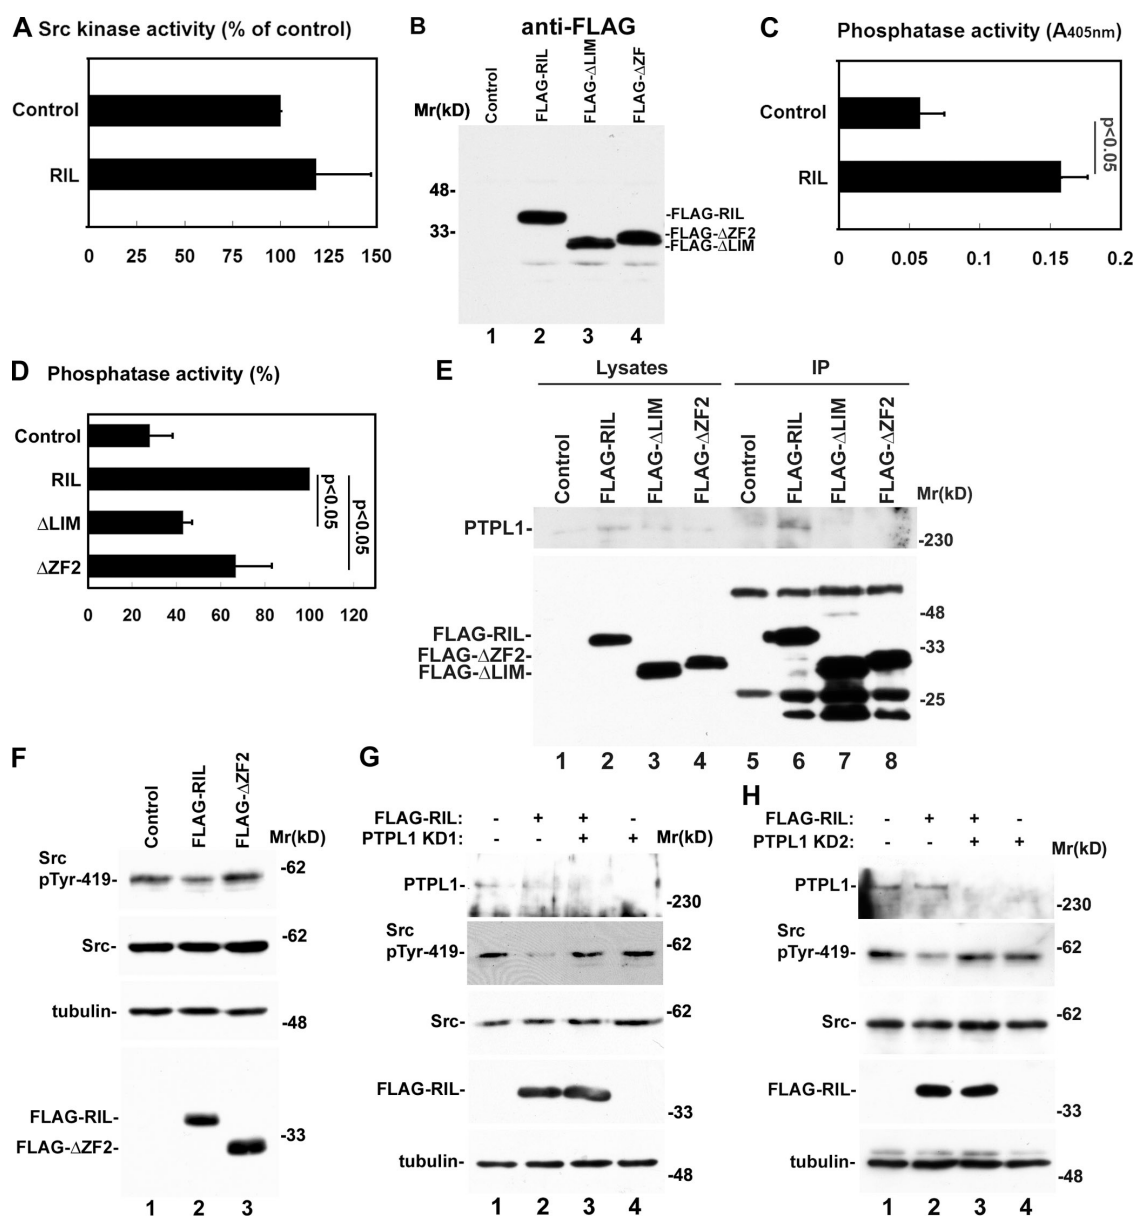 A Src kinase activity (% of control)
Control
RIL
0 25 50 75 100 125 150
B anti-FLAG
Mr(kD)
Control
FLAG-RIL
FLAG-ΔLIM
FLAG-ΔZF
48-
33-
-FLAG-RIL
-FLAG-ΔZF2
-FLAG-ΔLIM
1 2 3 4
C Phosphatase activity (A405nm)
Control
RIL
p<0.05
0 0.05 0.1 0.15 0.2
D Phosphatase activity (%)
Control
RIL
ΔLIM
ΔZF2
p<0.05
p<0.05
0 20 40 60 80 100 120
E Lysates IP
Control
FLAG-RIL
FLAG-ΔLIM
FLAG-ΔZF2
Control
FLAG-RIL
FLAG-ΔLIM
FLAG-ΔZF2
Mr(kD)
PTPL1-
-230
-48
FLAG-RIL-
-33
FLAG-ΔZF2-
FLAG-ΔLIM-
-25
1 2 3 4 5 6 7 8
F
Control
FLAG-RIL
FLAG-ΔZF2
Mr(kD)
Src
pTyr-419-
-62
Src-
-62
tubulin-
-48
FLAG-RIL-
-33
FLAG-ΔZF2-
1 2 3
G
FLAG-RIL: - + + -
PTPL1 KD1: - - + + Mr(kD)
PTPL1-
-230
Src
pTyr-419-
-62
Src-
-62
FLAG-RIL-
-33
tubulin-
-48
1 2 3 4
H
FLAG-RIL: - + + -
PTPL1 KD2: - - + + Mr(kD)
PTPL1-
-230
Src
pTyr-419-
-62
Src-
-62
FLAG-RIL-
-33
tubulin-
-48
1 2 3 4